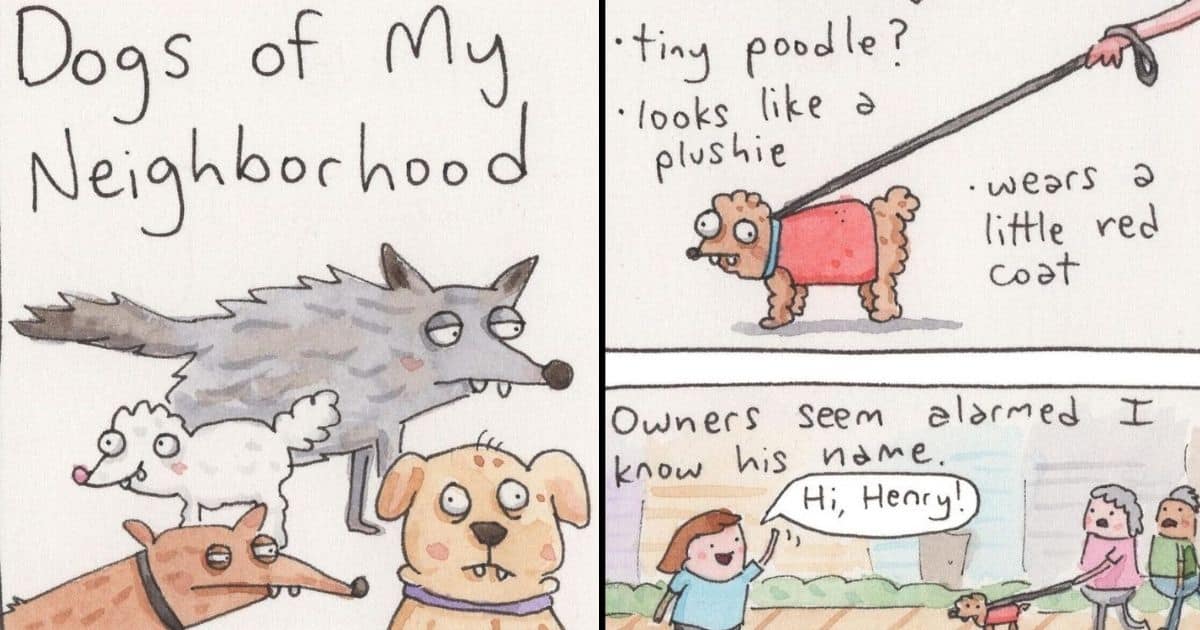 Dogs of My
Neighborhood
• tiny poodle?
• looks like a
plushie
• wears a
little red
coat
Owners seem alarmed I
know his name.
Hi, Henry!